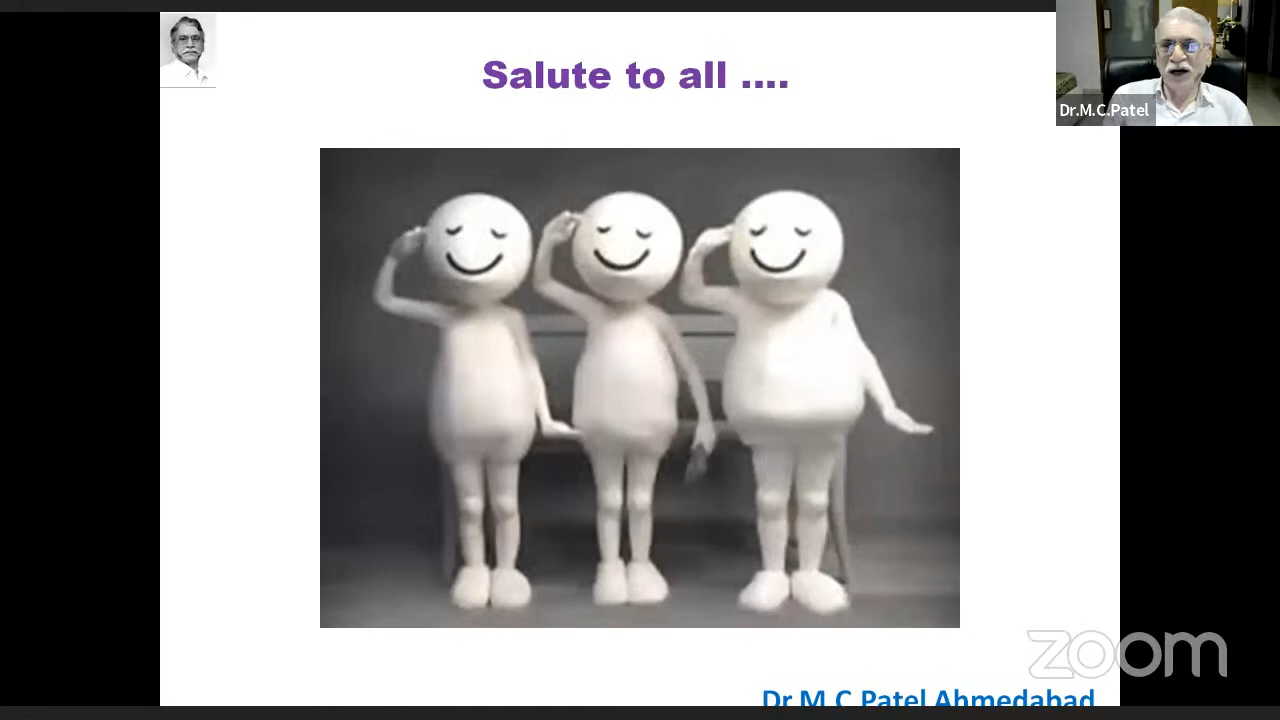 Salute to all ....
Dr.M.C.Patel
zoom
Dr M C Patel Ahmedabad